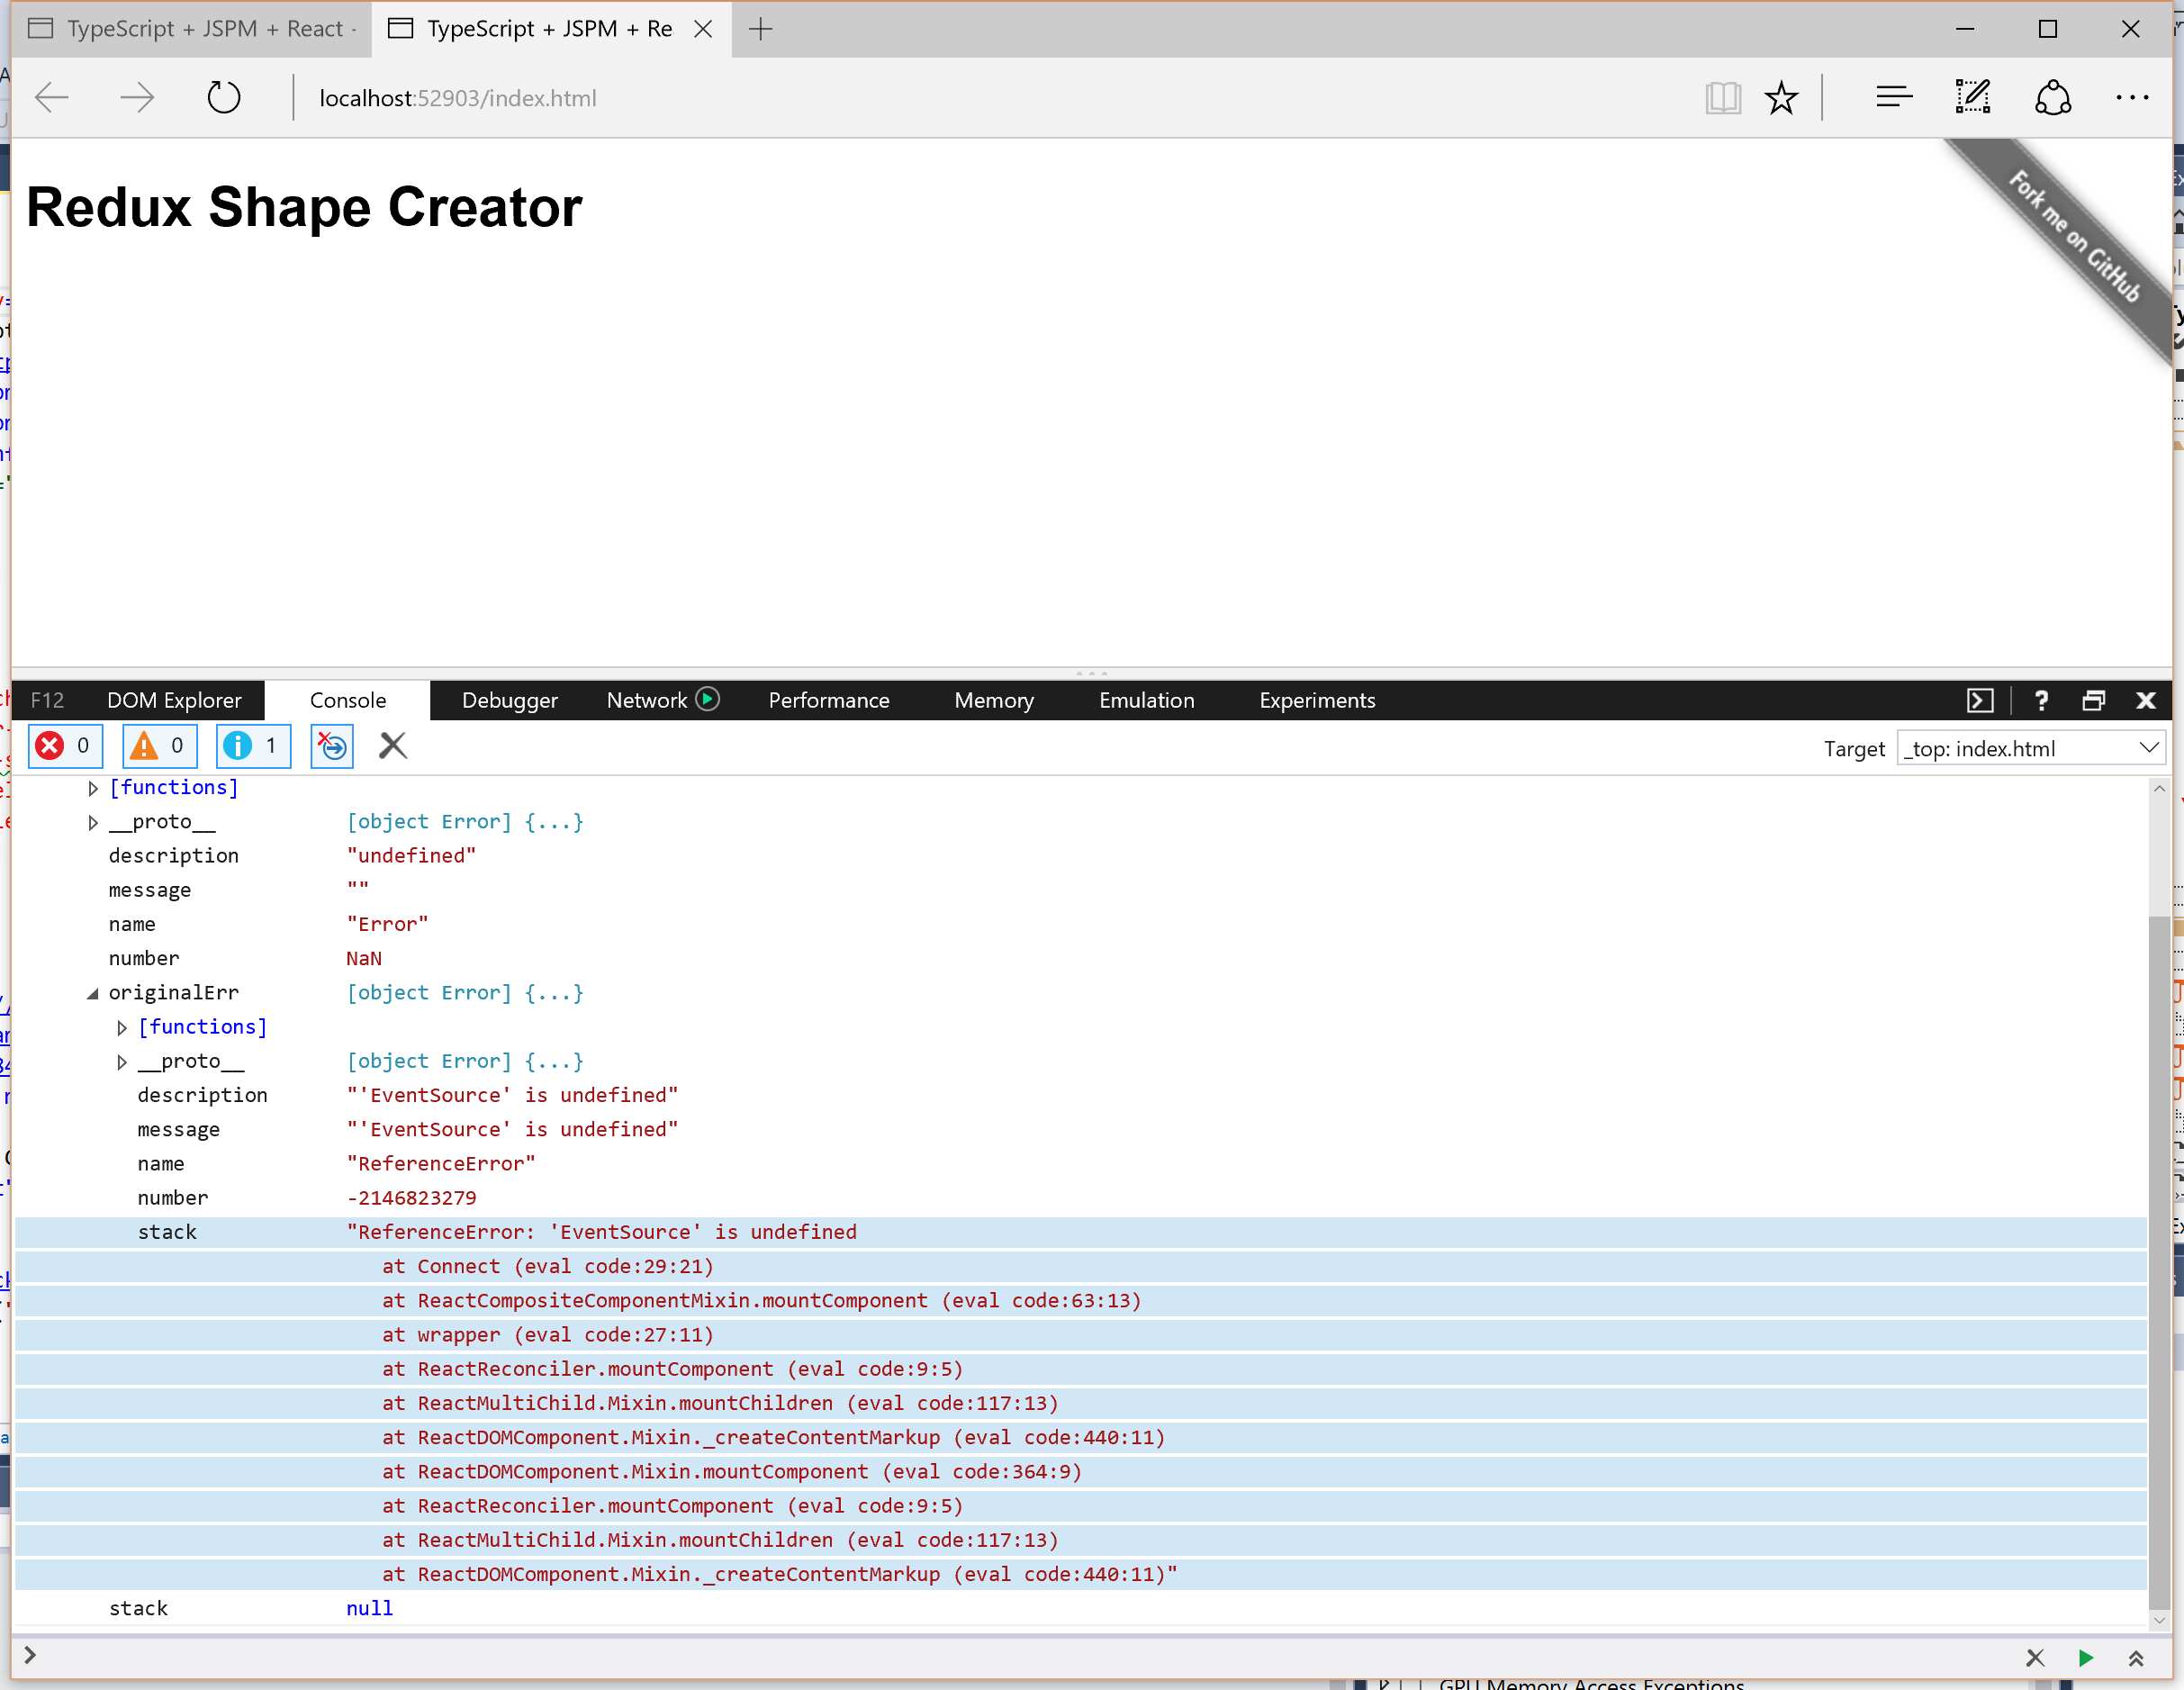 TypeScript + JSPM + React -
TypeScript + JSPM + Re
localhost:52903/index.html
Redux Shape Creator
Fork me on GitHub
F12 DOM Explorer Console Debugger Network Performance Memory Emulation Experiments ?
0 0 1 Target _top: index.html
[functions]
__proto__ [object Error] {...}
description "undefined"
message ""
name "Error"
number NaN
originalErr [object Error] {...}
[functions]
__proto__ [object Error] {...}
description "'EventSource' is undefined"
message "'EventSource' is undefined"
name "ReferenceError"
number -2146823279
stack "ReferenceError: 'EventSource' is undefined
at Connect (eval code:29:21)
at ReactCompositeComponentMixin.mountComponent (eval code:63:13)
at wrapper (eval code:27:11)
at ReactReconciler.mountComponent (eval code:9:5)
at ReactMultiChild.Mixin.mountChildren (eval code:117:13)
at ReactDOMComponent.Mixin._createContentMarkup (eval code:440:11)
at ReactDOMComponent.Mixin.mountComponent (eval code:364:9)
at ReactReconciler.mountComponent (eval code:9:5)
at ReactMultiChild.Mixin.mountChildren (eval code:117:13)
at ReactDOMComponent.Mixin._createContentMarkup (eval code:440:11)"
stack null
GPU Memory Access Exceptions